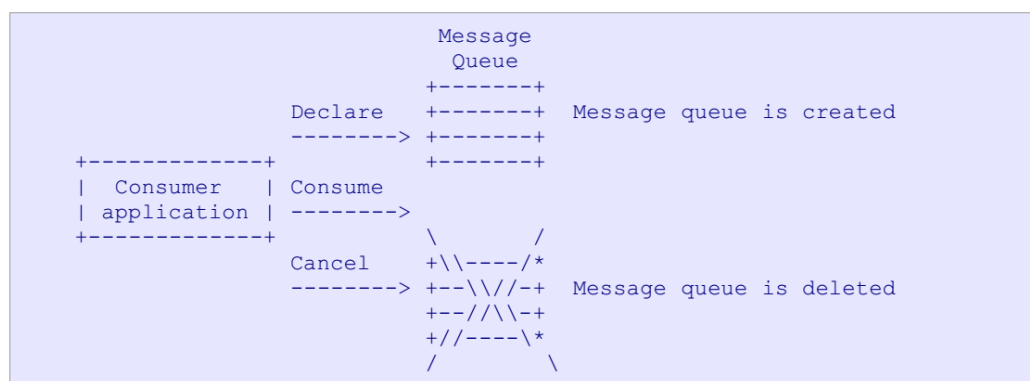 Message
                                  Queue
                                +-------+
                     Declare    +-------+  Message queue is created
                     --------> +-------+
    +-------------+             +-------+
    |  Consumer   | Consume
    | application | -------->
    +-------------+             \       /
                     Cancel     +\\----/*
                     --------> +--\\//-+  Message queue is deleted
                                +--//\\-+
                                +//----\*
                                /        \